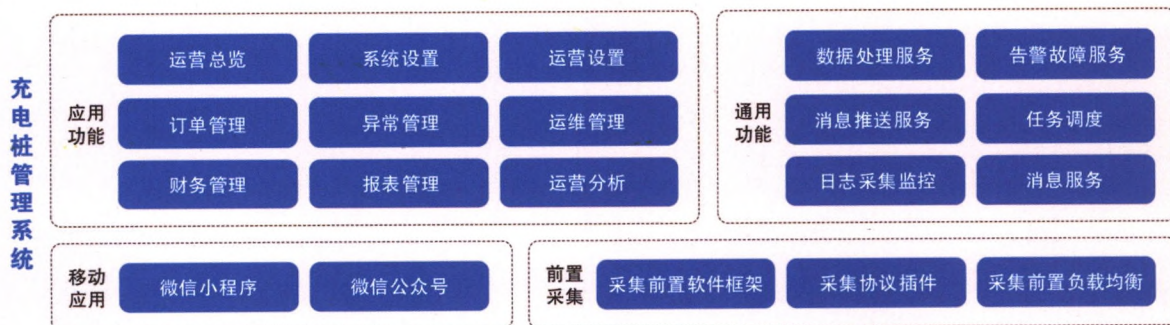 充电桩管理系统
应用
功能
运营总览
系统设置
运营设置
订单管理
异常管理
运维管理
财务管理
报表管理
运营分析
通用
功能
数据处理服务
告警故障服务
消息推送服务
任务调度
日志采集监控
消息服务
移动
应用
微信小程序
微信公众号
前置
采集
采集前置软件框架
采集协议插件
采集前置负载均衡